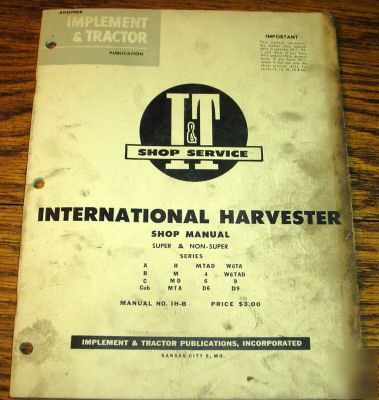 ANOTHER
IMPLEMENT
& TRACTOR
PUBLICATION
IMPORTANT
I&T
SHOP SERVICE
INTERNATIONAL HARVESTER
SHOP MANUAL
SUPER & NON-SUPER
SERIES
A H MTAD W6TA
B M 4 W6TAD
C MD 6 9
Cub MTA D6 D9
MANUAL NO. IH-8 PRICE $3.00
IMPLEMENT & TRACTOR PUBLICATIONS, INCORPORATED
KANSAS CITY 5, MO.